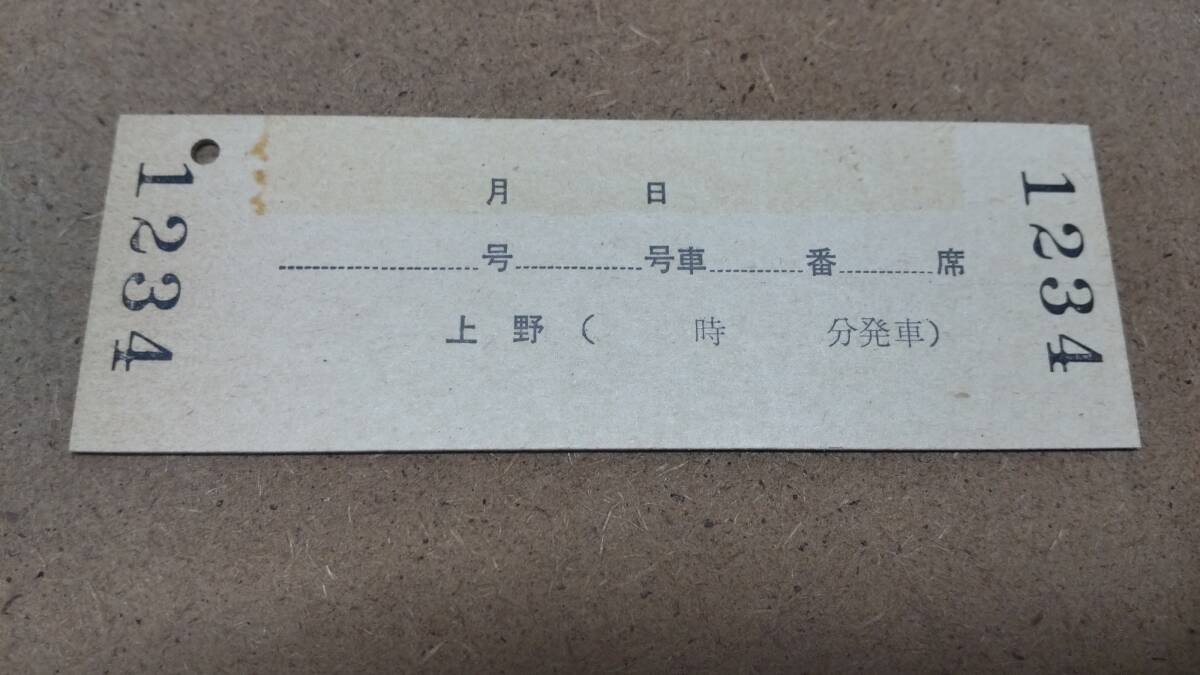 1234
月 日
号 号車 番 席
上野( 時 分発車)
1234